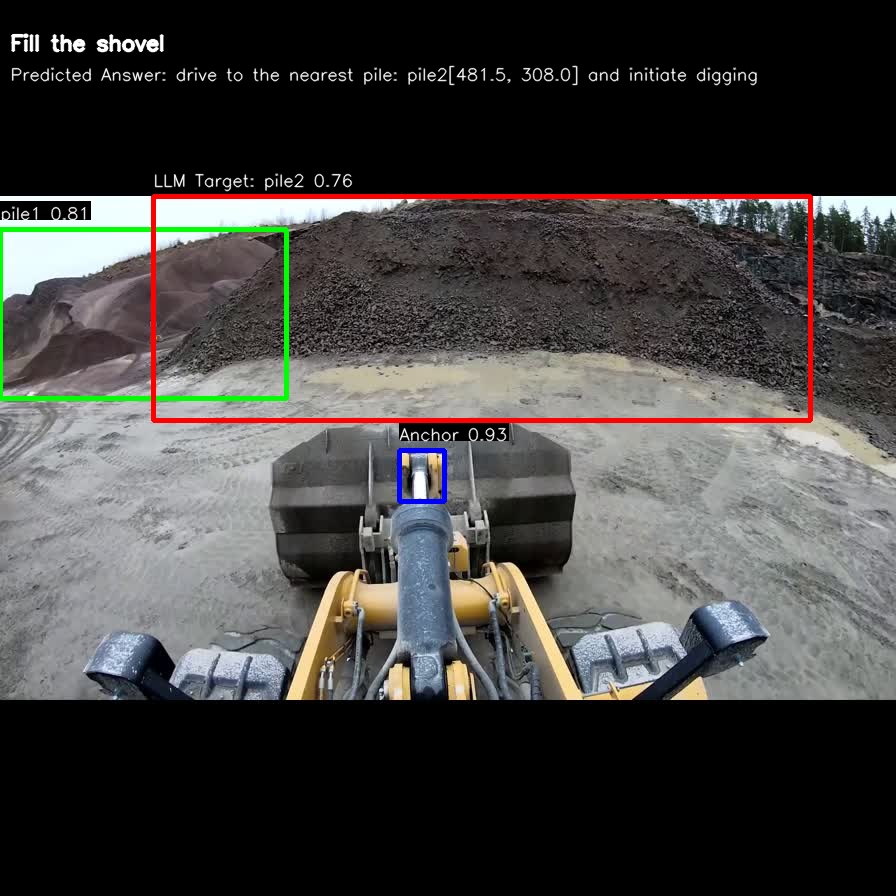 Fill the shovel
Predicted Answer: drive to the nearest pile: pile2[481.5, 308.0] and initiate digging
LLM Target: pile2 0.76
pile1 0.81
Anchor 0.93